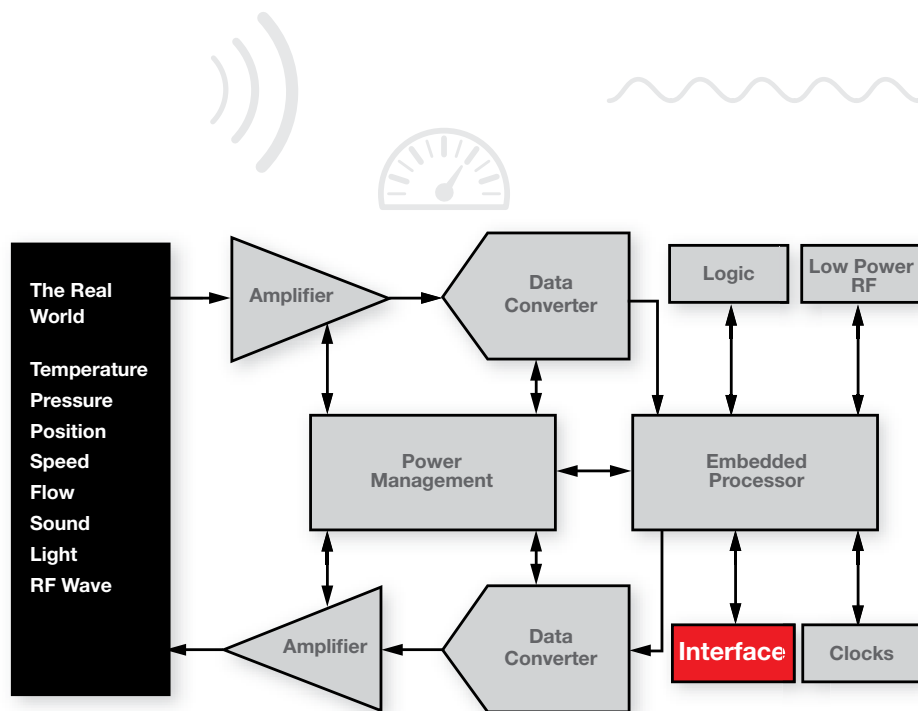 The Real
World
Temperature
Pressure
Position
Speed
Flow
Sound
Light
RF Wave
Amplifier
Data
Converter
Logic
Low Power
RF
Power
Management
Embedded
Processor
Amplifier
Data
Converter
Interface
Clocks